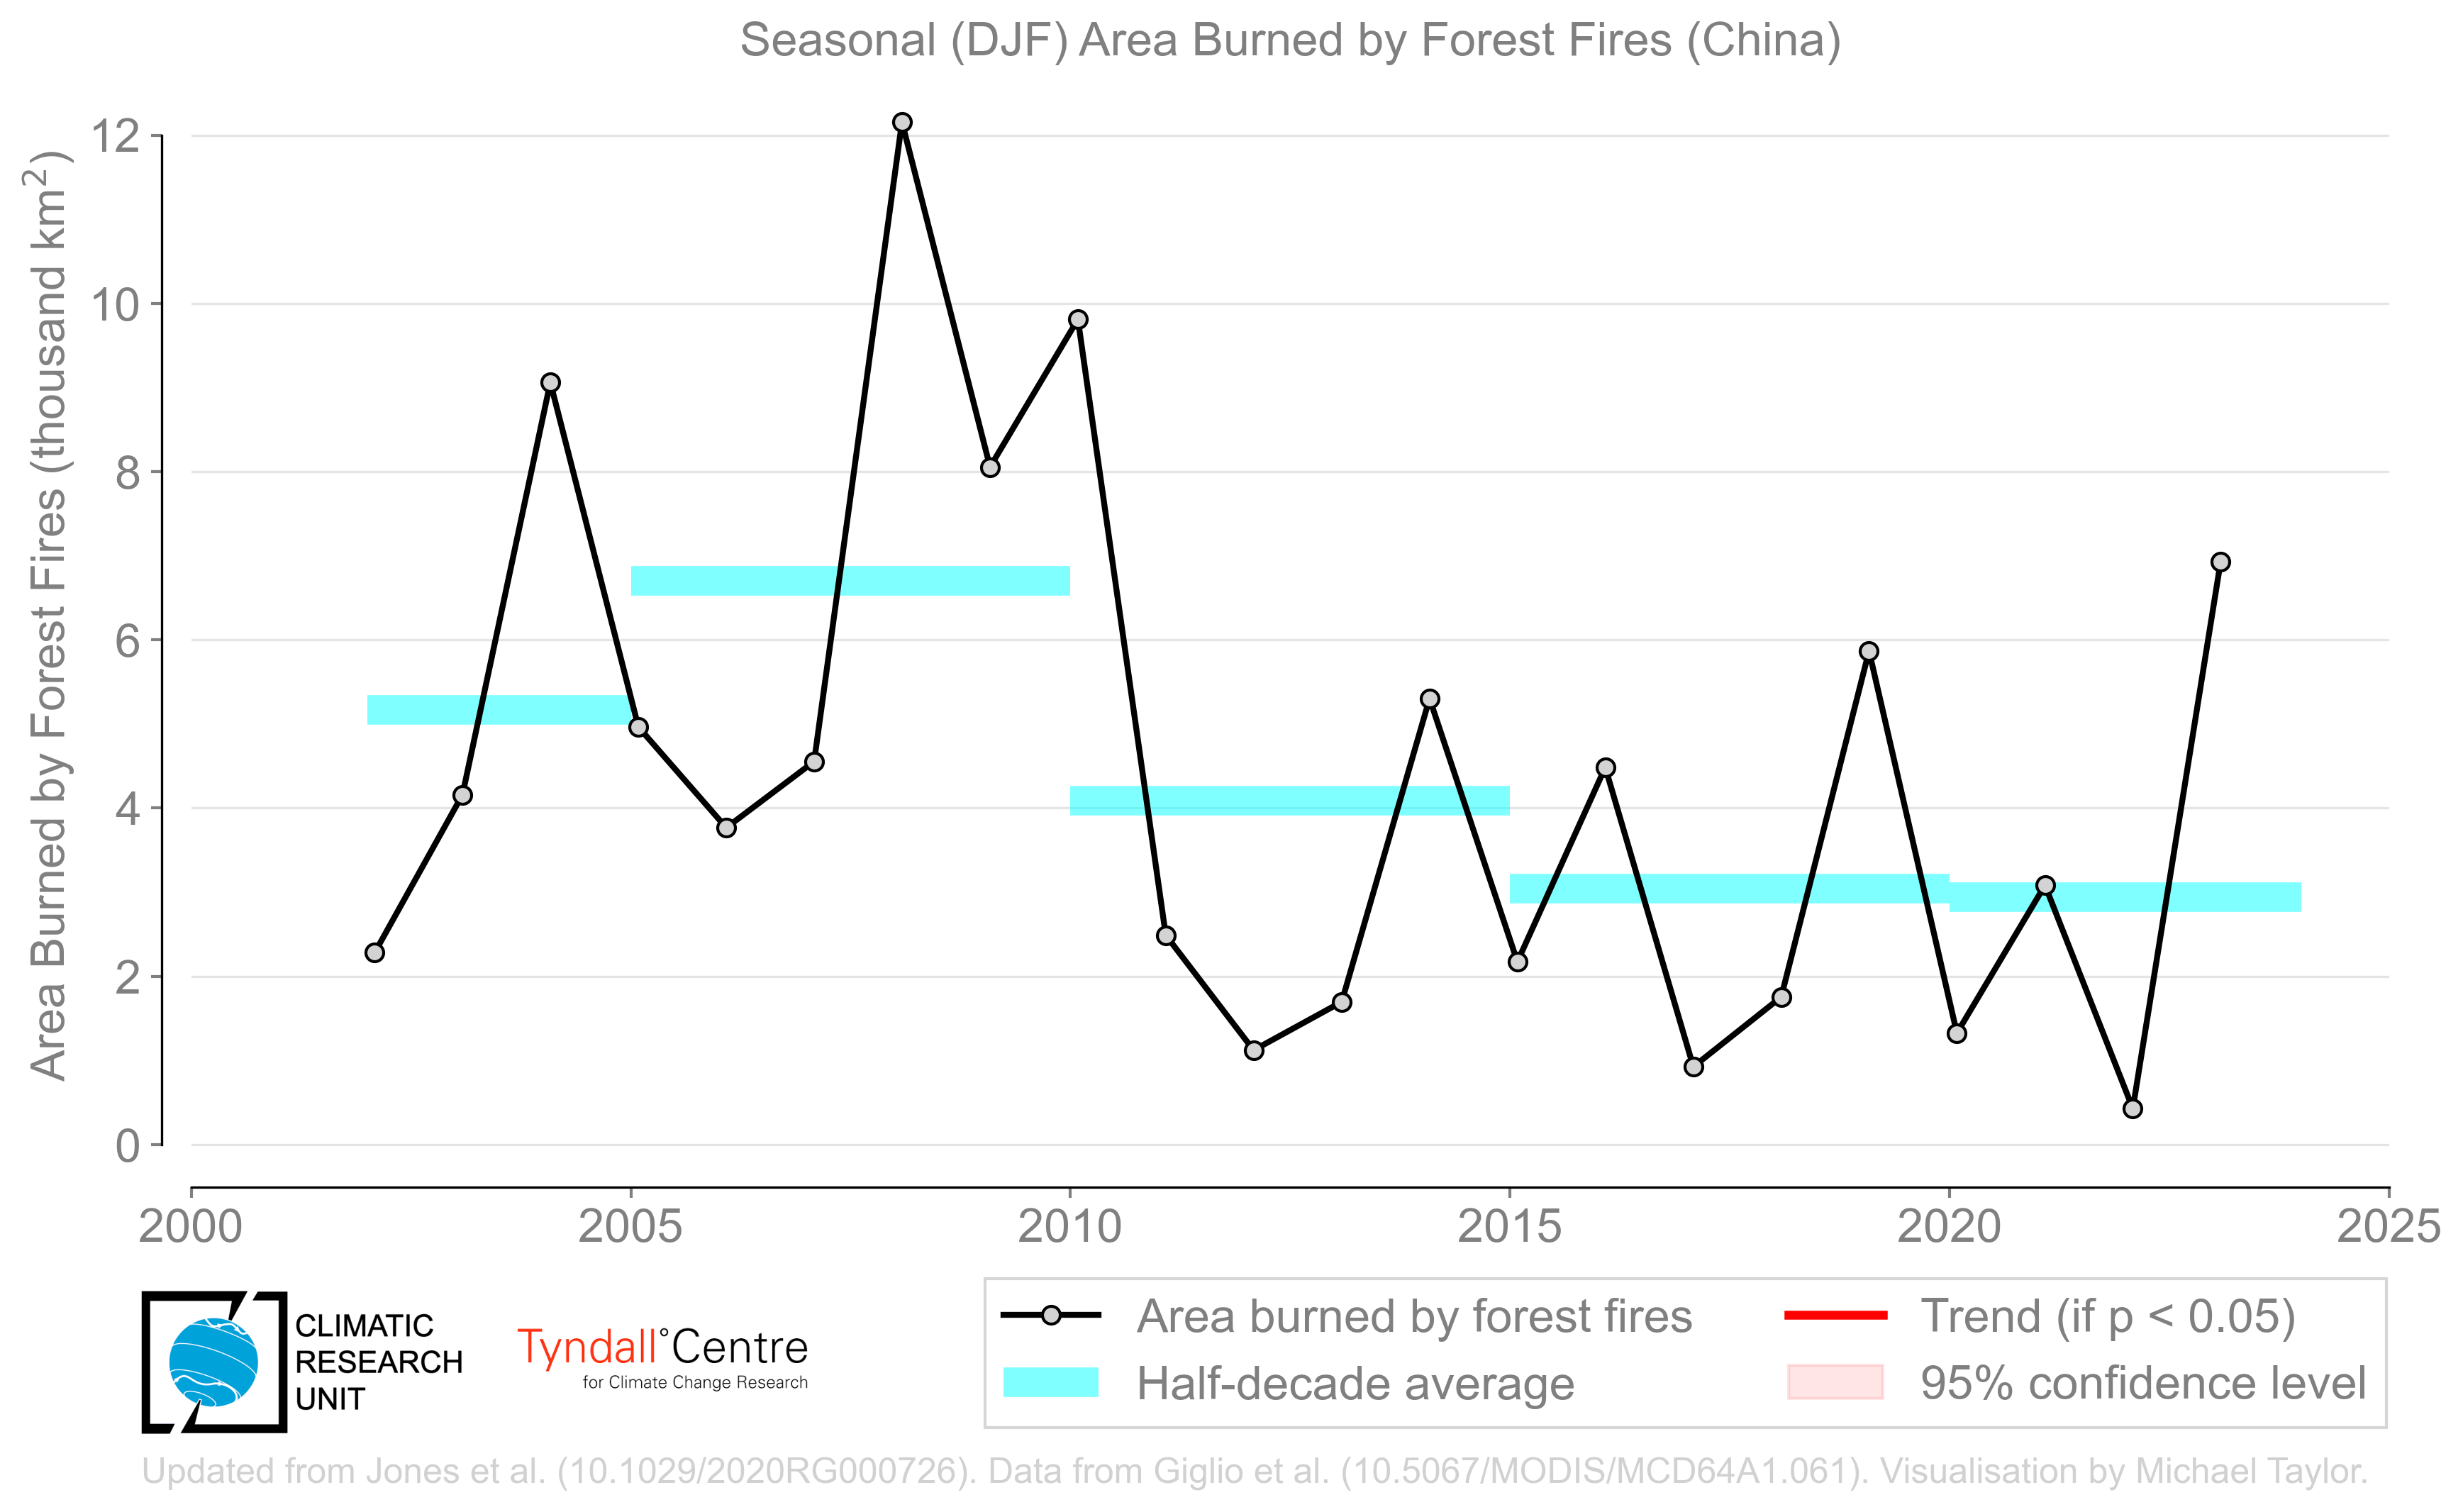 Seasonal (DJF) Area Burned by Forest Fires (China)
Area Burned by Forest Fires (thousand km²)
12
10
8
6
4
2
0
2000 2005 2010 2015 2020 2025
CLIMATIC
RESEARCH
UNIT
Tyndall°Centre
for Climate Change Research
Area burned by forest fires
Half-decade average
Trend (if p < 0.05)
95% confidence level
Updated from Jones et al. (10.1029/2020RG000726). Data from Giglio et al. (10.5067/MODIS/MCD64A1.061). Visualisation by Michael Taylor.